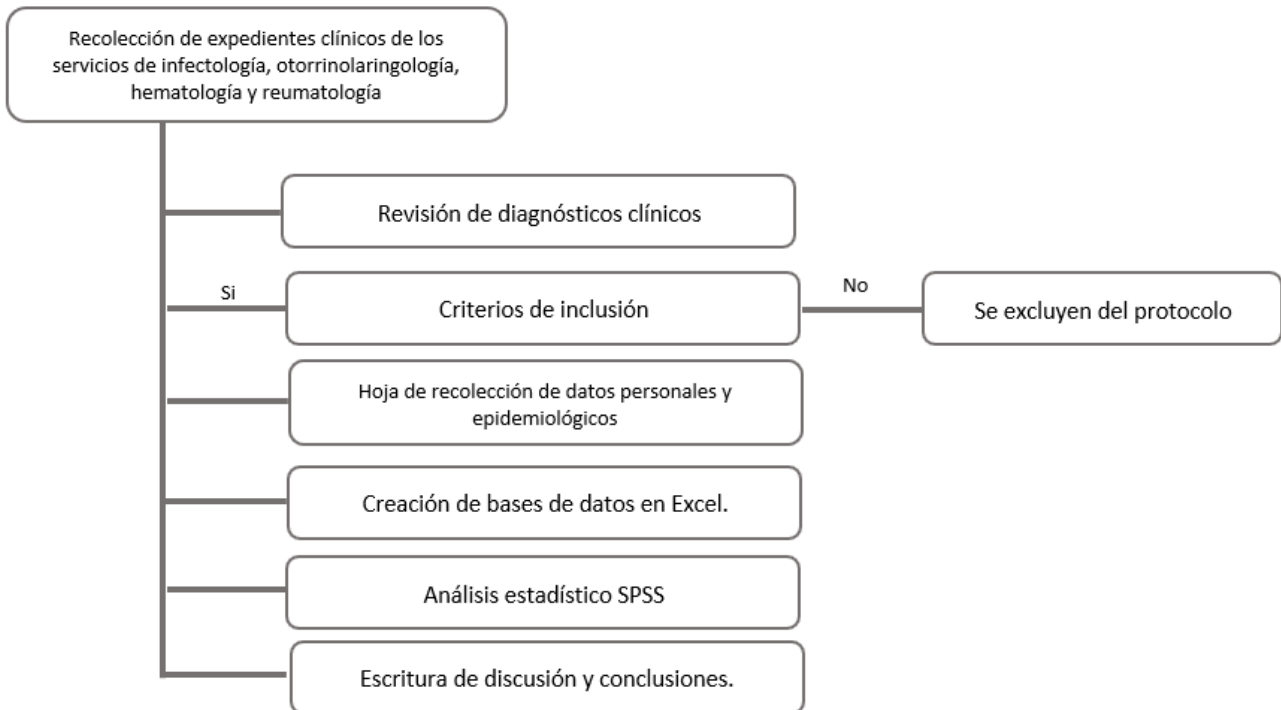 Recolección de expedientes clínicos de los
servicios de infectología, otorrinolaringología,
hematología y reumatología
Revisión de diagnósticos clínicos
Si
Criterios de inclusión
No
Se excluyen del protocolo
Hoja de recolección de datos personales y
epidemiológicos
Creación de bases de datos en Excel.
Análisis estadístico SPSS
Escritura de discusión y conclusiones.